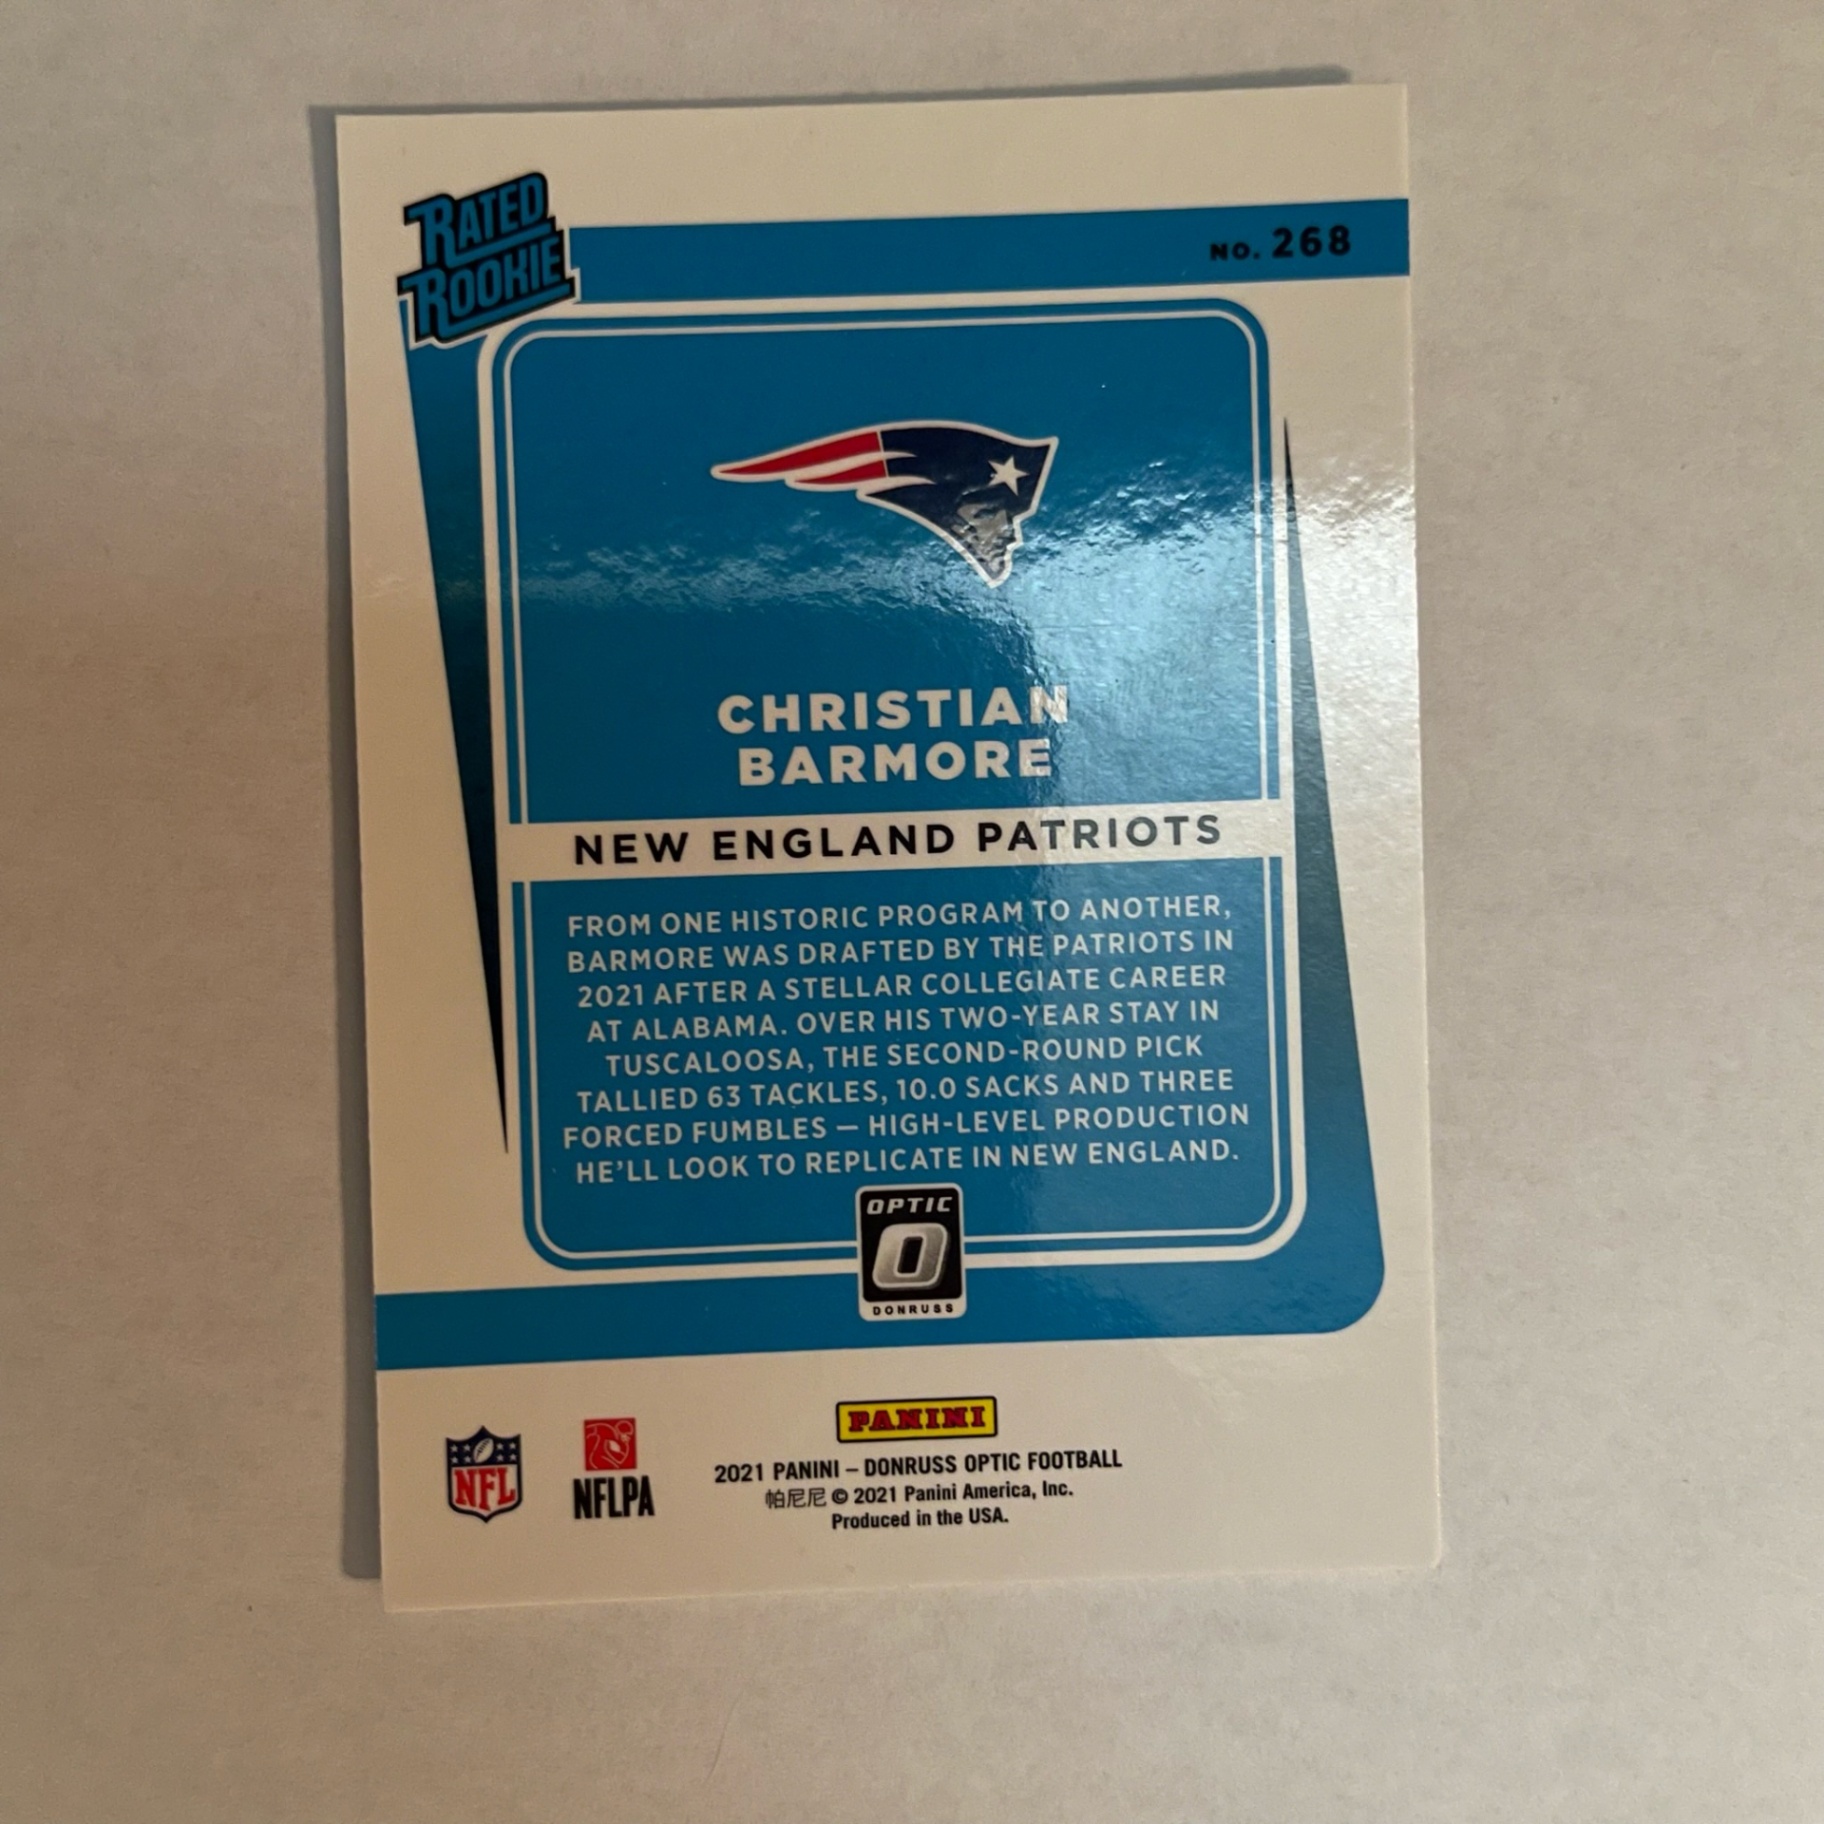 RATED
ROOKIE
NO. 268
CHRISTIAN
BARMORE
NEW ENGLAND PATRIOTS
FROM ONE HISTORIC PROGRAM TO ANOTHER,
BARMORE WAS DRAFTED BY THE PATRIOTS IN
2021 AFTER A STELLAR COLLEGIATE CAREER
AT ALABAMA. OVER HIS TWO-YEAR STAY IN
TUSCALOOSA, THE SECOND-ROUND PICK
TALLIED 63 TACKLES, 10.0 SACKS AND THREE
FORCED FUMBLES — HIGH-LEVEL PRODUCTION
HE'LL LOOK TO REPLICATE IN NEW ENGLAND.
OPTIC
O
DONRUSS
NFL
NFLPA
PANINI
2021 PANINI – DONRUSS OPTIC FOOTBALL
帕尼尼 © 2021 Panini America, Inc.
Produced in the USA.